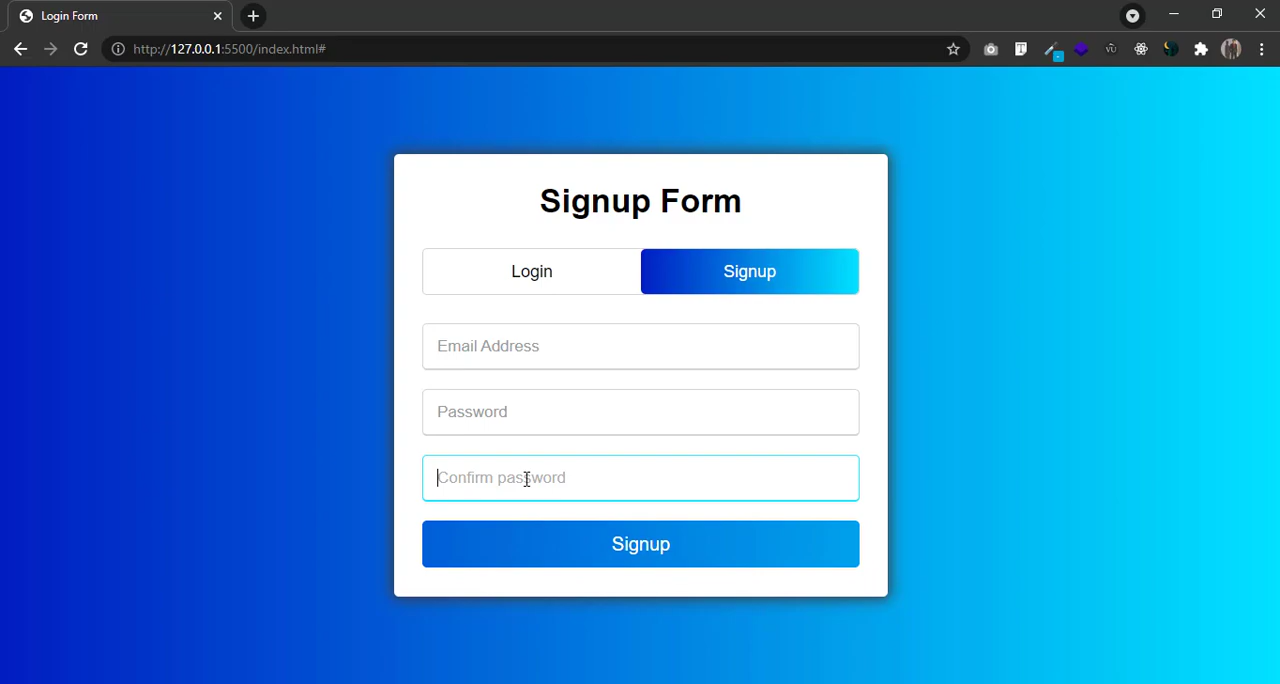 Login Form
http://127.0.0.1:5500/index.html#
Signup Form
Login
Signup
Email Address
Password
Confirm password
Signup